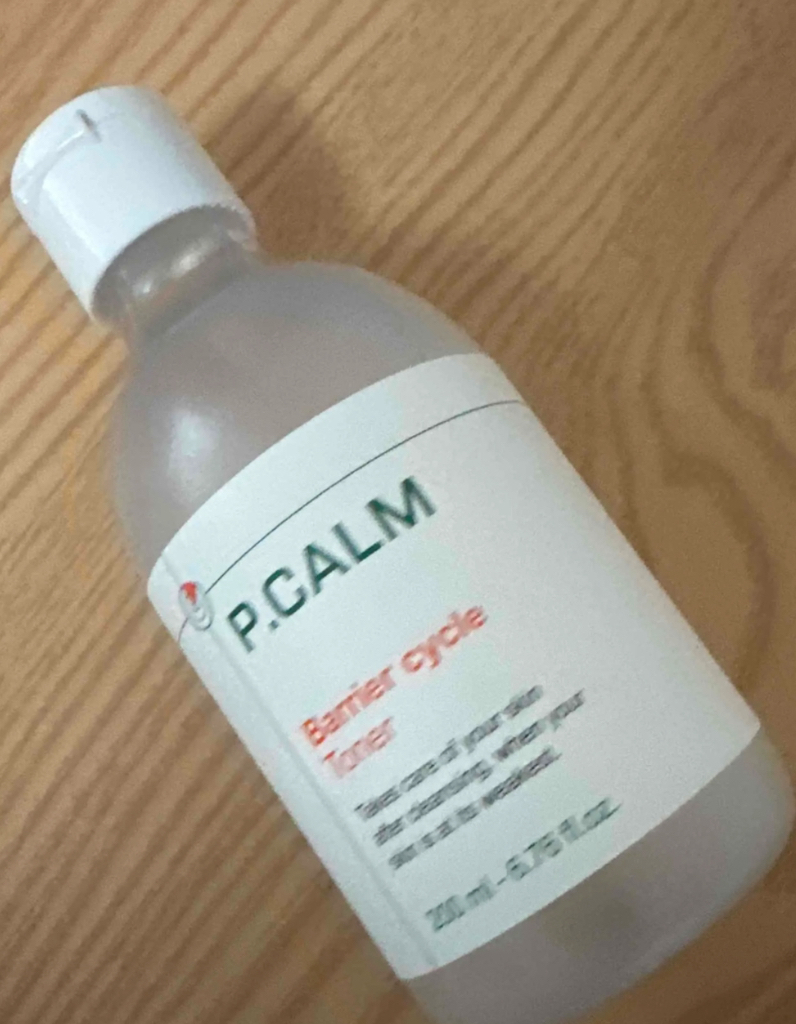 P.CALM
Barrier cycle
Toner
Takes care of your skin
after cleansing, when your
skin is at its weakest.
200 ml - 6.76 fl.oz.